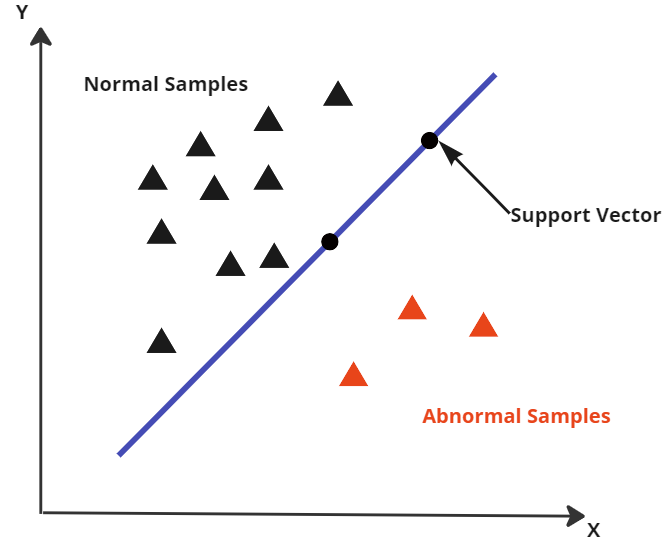 Y
Normal Samples
Support Vector
Abnormal Samples
X